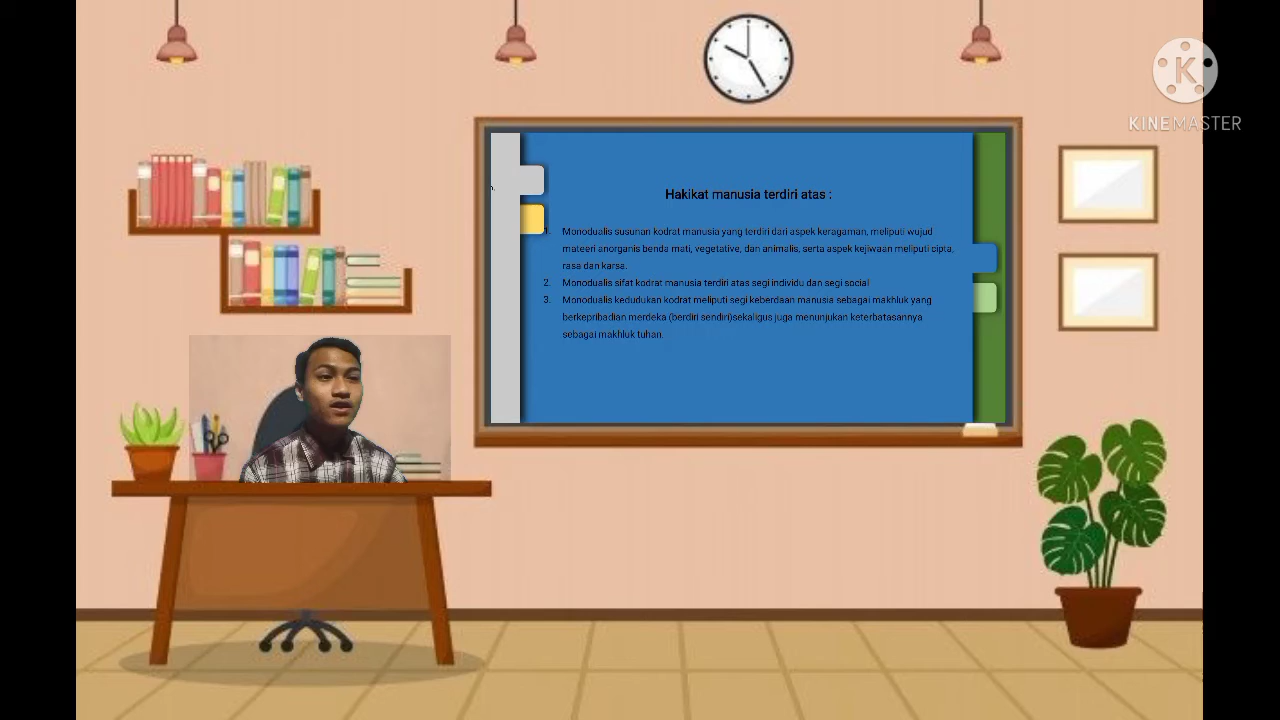 KINEMASTER
Hakikat manusia terdiri atas :
1. Monodualis susunan kodrat manusia yang terdiri dari aspek keragaman, meliputi wujud
mateeri anorganis benda mati, vegetative, dan animalis, serta aspek kejiwaan meliputi cipta,
rasa dan karsa.
2. Monodualis sifat kodrat manusia terdiri atas segi individu dan segi social
3. Monodualis kedudukan kodrat meliputi segi keberdaan manusia sebagai makhluk yang
berkepribadian merdeka (berdiri sendiri)sekaligus juga menunjukan keterbatasannya
sebagai makhluk tuhan.